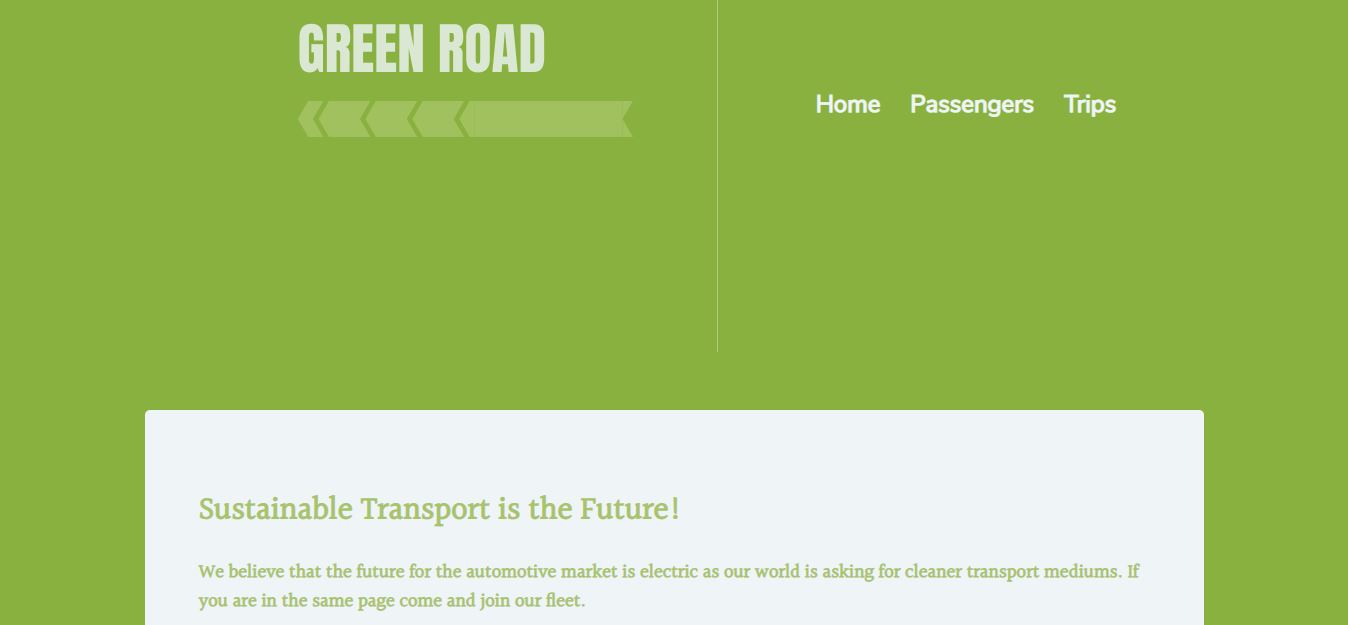 GREEN ROAD
Home Passengers Trips
Sustainable Transport is the Future!
We believe that the future for the automotive market is electric as our world is asking for cleaner transport mediums. If
you are in the same page come and join our fleet.